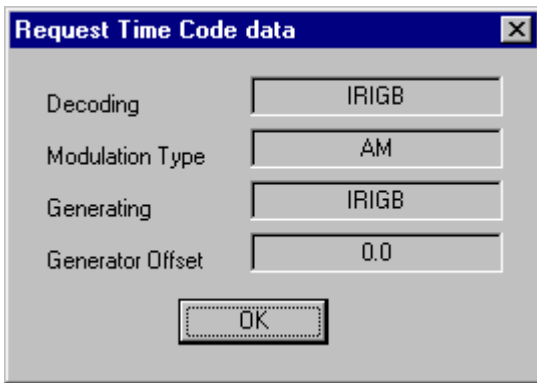 Request Time Code data
Decoding IRIGB
Modulation Type AM
Generating IRIGB
Generator Offset 0.0
OK